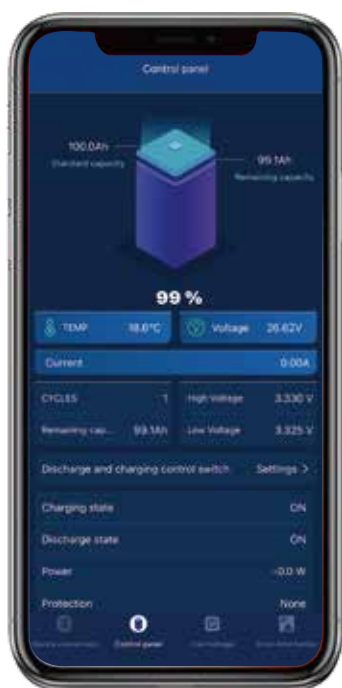 Control panel
100.0Ah
Standard capacity
99.1Ah
Remaining capacity
99 %
TEMP 18.6°C
Voltage 26.62V
Current 0.00A
CYCLES 1
High Voltage 3.330 V
Remaining cap... 99.1Ah
Low Voltage 3.325 V
Discharge and charging control switch Settings >
Charging state ON
Discharge state ON
Power -0.0 W
Protection None
Control panel